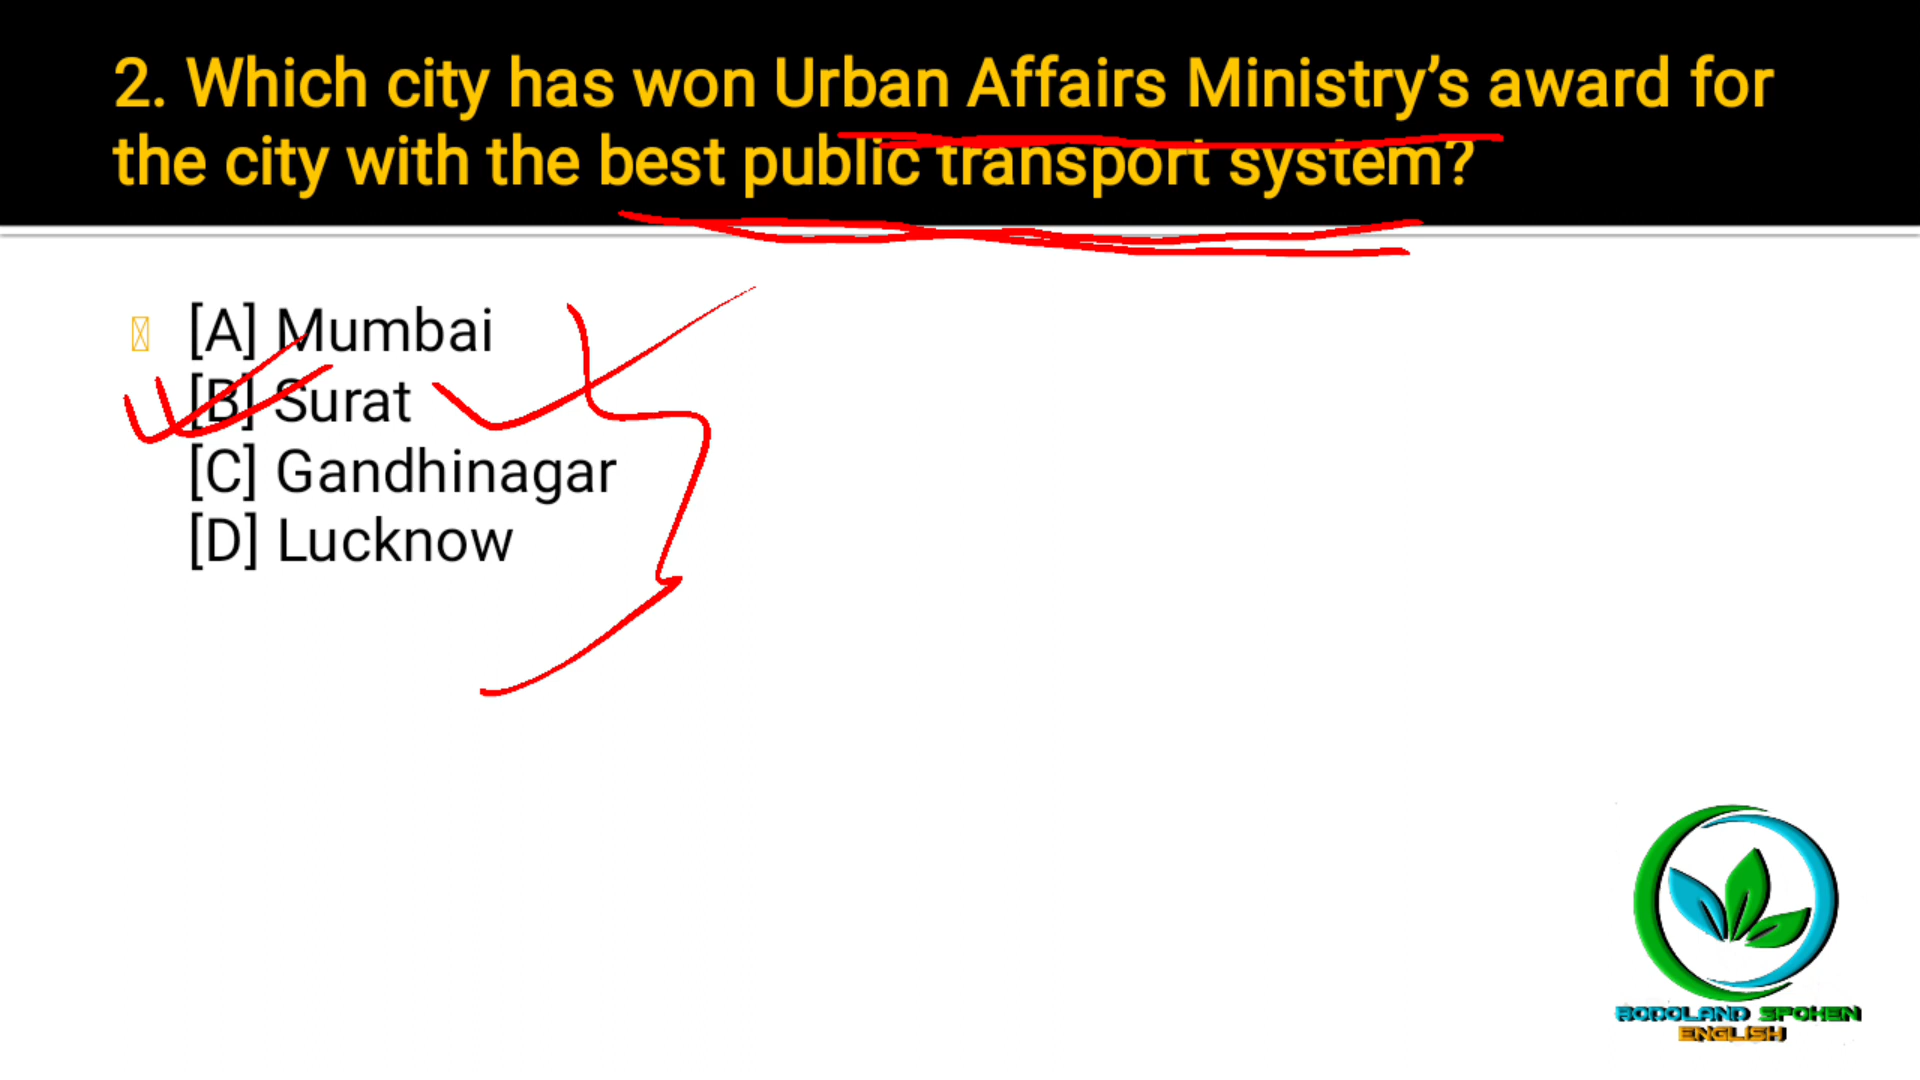 2. Which city has won Urban Affairs Ministry’s award for
the city with the best public transport system?
[A] Mumbai
[B] Surat
[C] Gandhinagar
[D] Lucknow
BODOLAND SPOKEN
ENGLISH